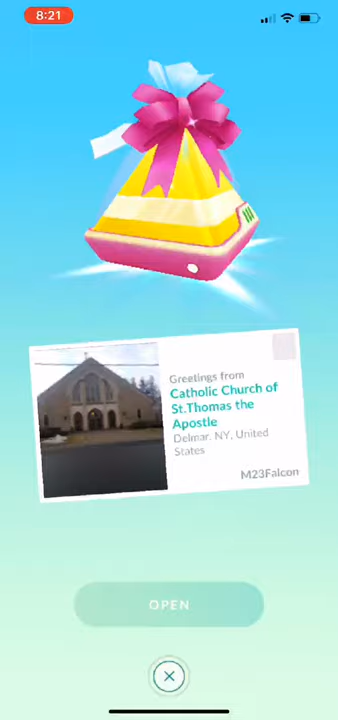 8:21
Greetings from
Catholic Church of
St.Thomas the
Apostle
Delmar, NY, United
States
M23Falcon
OPEN